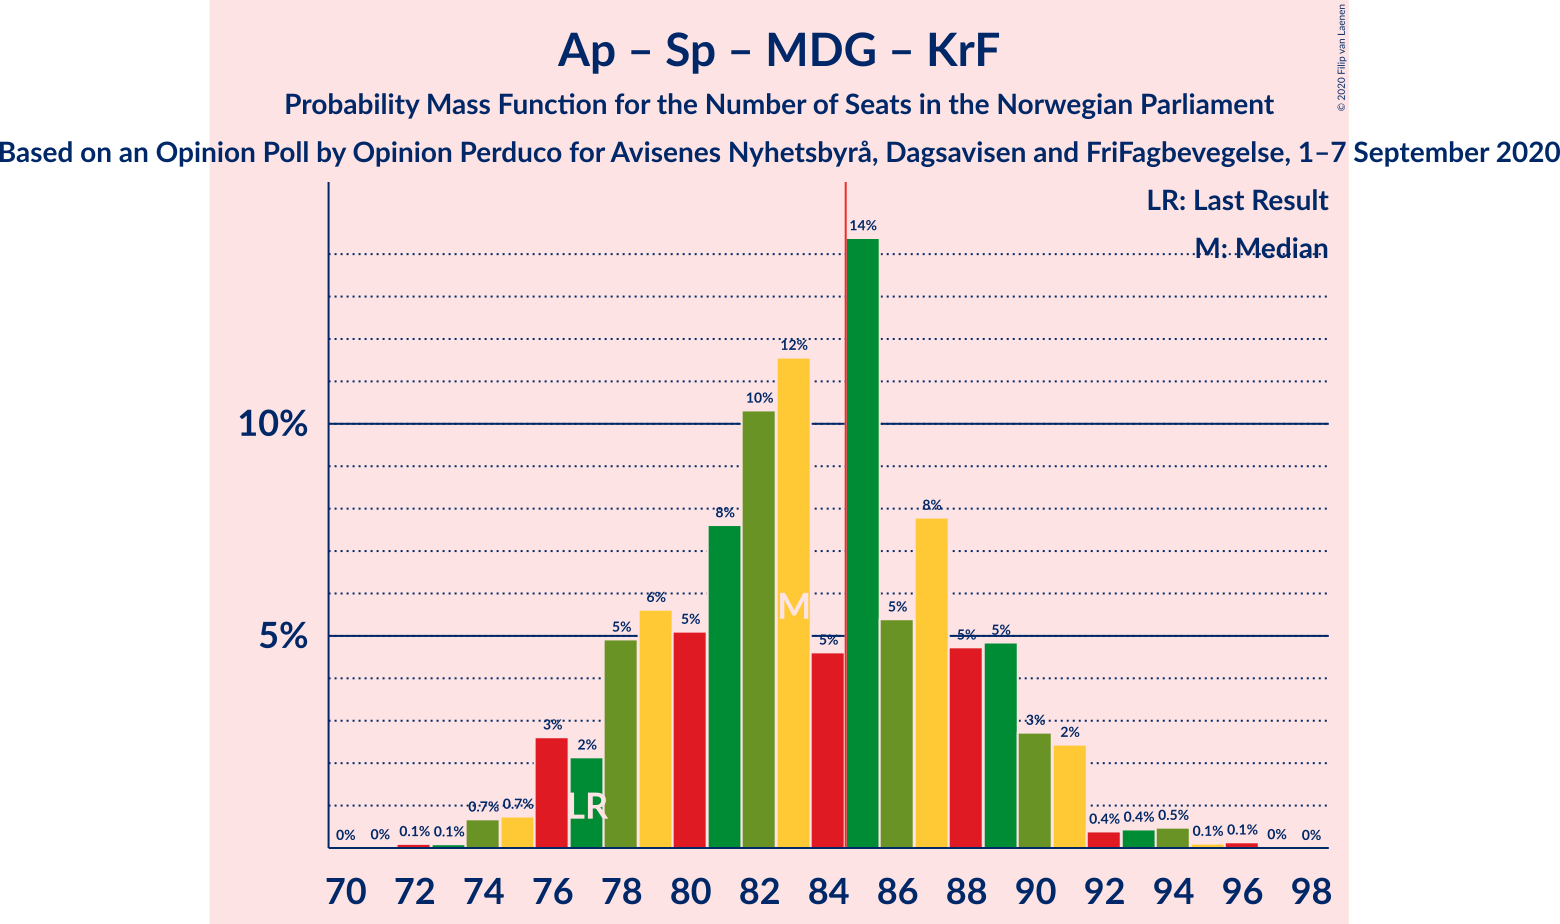 Ap – Sp – MDG – KrF
Probability Mass Function for the Number of Seats in the Norwegian Parliament
Based on an Opinion Poll by Opinion Perduco for Avisenes Nyhetsbyrå, Dagsavisen and FriFagbevegelse, 1–7 September 2020
© 2020 Filip van Laenen
LR: Last Result
M: Median
10%
5%
0% 0% 0.1% 0.1% 0.7% 0.7% 3% 2% 5% 6% 5% 8% 10% 12% 5% 14% 5% 8% 5% 5% 3% 2% 0.4% 0.4% 0.5% 0.1% 0.1% 0% 0%
LR
M
70 72 74 76 78 80 82 84 86 88 90 92 94 96 98